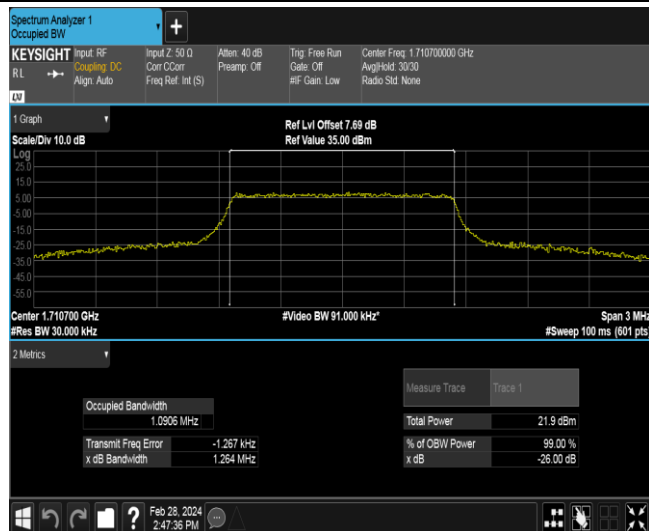 Spectrum Analyzer 1
Occupied BW
+
KEYSIGHT Input: RF Input Z: 50 Ω Atten: 40 dB Trig: Free Run Center Freq: 1.710700000 GHz
RL Coupling: DC Corr CCorr Preamp: Off Gate: Off Avg|Hold: 30/30
Align: Auto Freq Ref: Int (S) #IF Gain: Low Radio Std: None
1 Graph
Ref Lvl Offset 7.69 dB
Scale/Div 10.0 dB Ref Value 35.00 dBm
Log
25.0
15.0
5.00
-5.00
-15.0
-25.0
-35.0
-45.0
-55.0
Center 1.710700 GHz #Video BW 91.000 kHz* Span 3 MHz
#Res BW 30.000 kHz #Sweep 100 ms (601 pts)
2 Metrics
Measure Trace Trace 1
Occupied Bandwidth
1.0906 MHz Total Power 21.9 dBm
Transmit Freq Error -1.267 kHz % of OBW Power 99.00 %
x dB Bandwidth 1.264 MHz x dB -26.00 dB
? Feb 28, 2024
2:47:36 PM